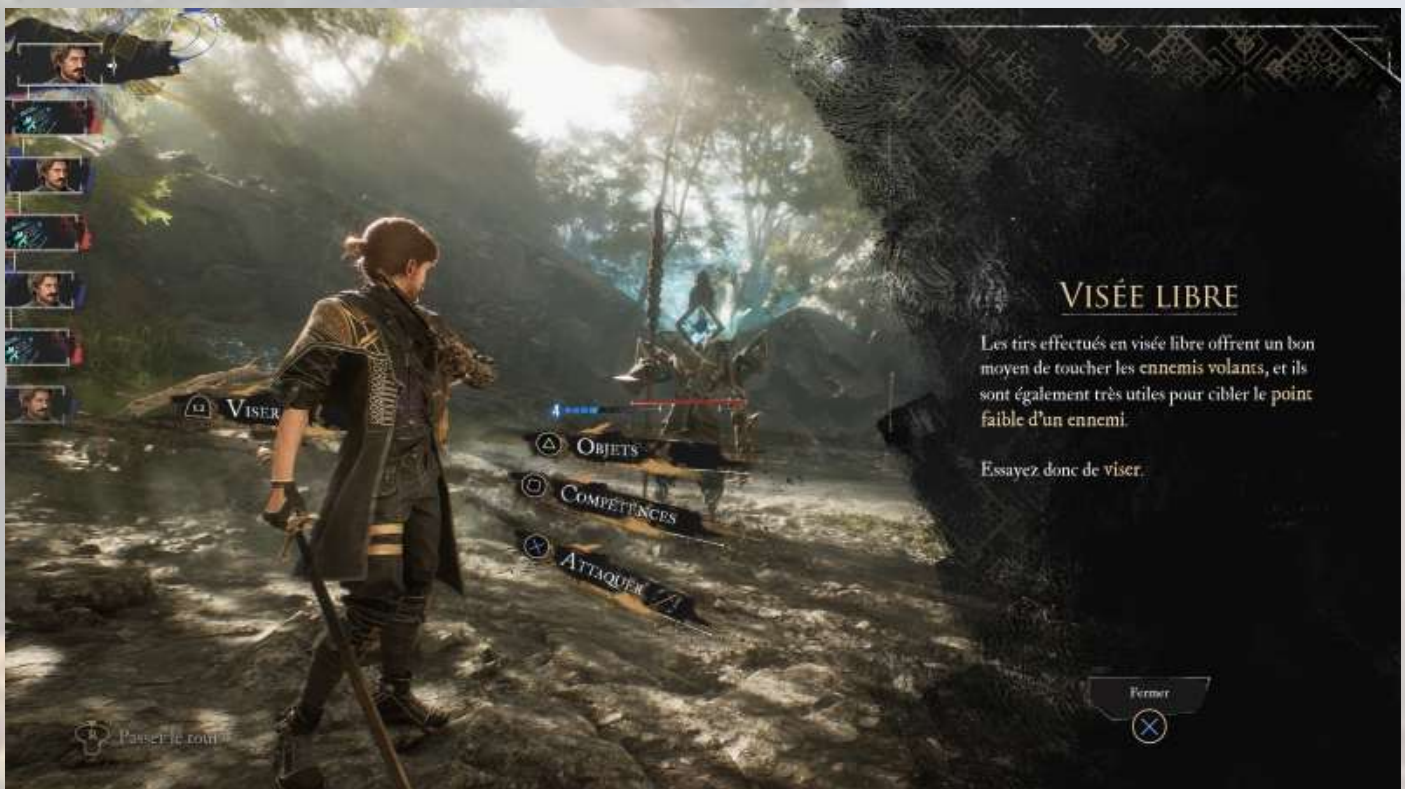 VISÉE LIBRE
Les tirs effectués en visée libre offrent un bon
moyen de toucher les ennemis volants, et ils
sont également très utiles pour cibler le point
faible d'un ennemi.
Essayez donc de viser.
L2 VISER
4
OBJETS
COMPÉTENCES
ATTAQUER
Fermer
R Passer le tour